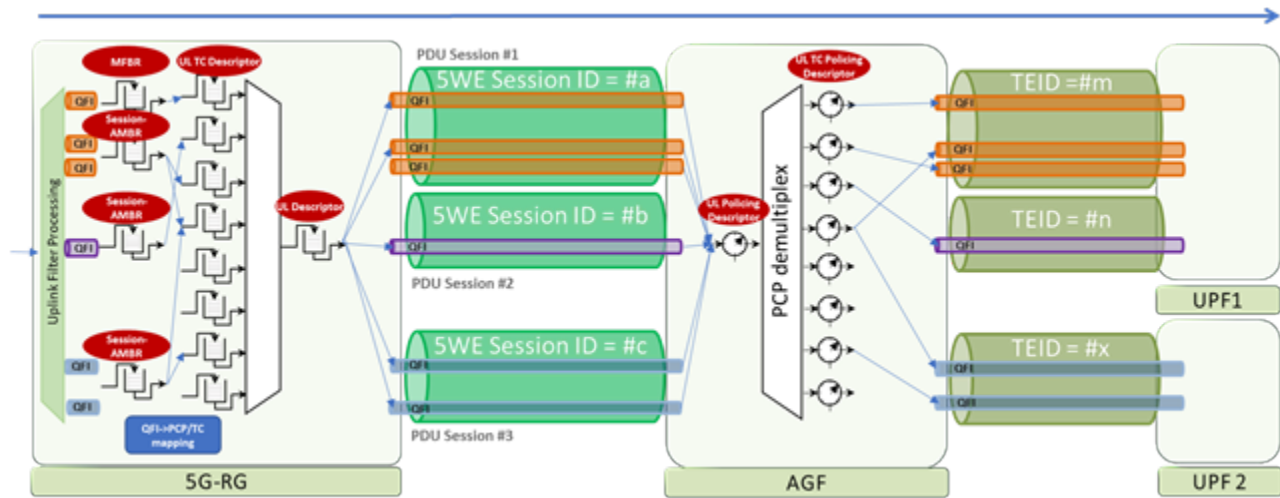 PDU Session #1
MFBR
UL TC Descriptor
UL TC Policing
Descriptor
5WE Session ID = #a
TEID = #m
QFI
QFI
QFI
Session-
AMBR
QFI
QFI
QFI
QFI
QFI
QFI
Uplink Filter Processing
Session-
AMBR
UL Descriptor
5WE Session ID = #b
UL Policing
Descriptor
PCP demultiplex
TEID = #n
QFI
QFI
QFI
PDU Session #2
UPF1
Session-
AMBR
5WE Session ID = #c
TEID = #x
QFI
QFI
QFI
QFI
QFI
QFI
QFI->PCP/TC
mapping
PDU Session #3
5G-RG
AGF
UPF 2